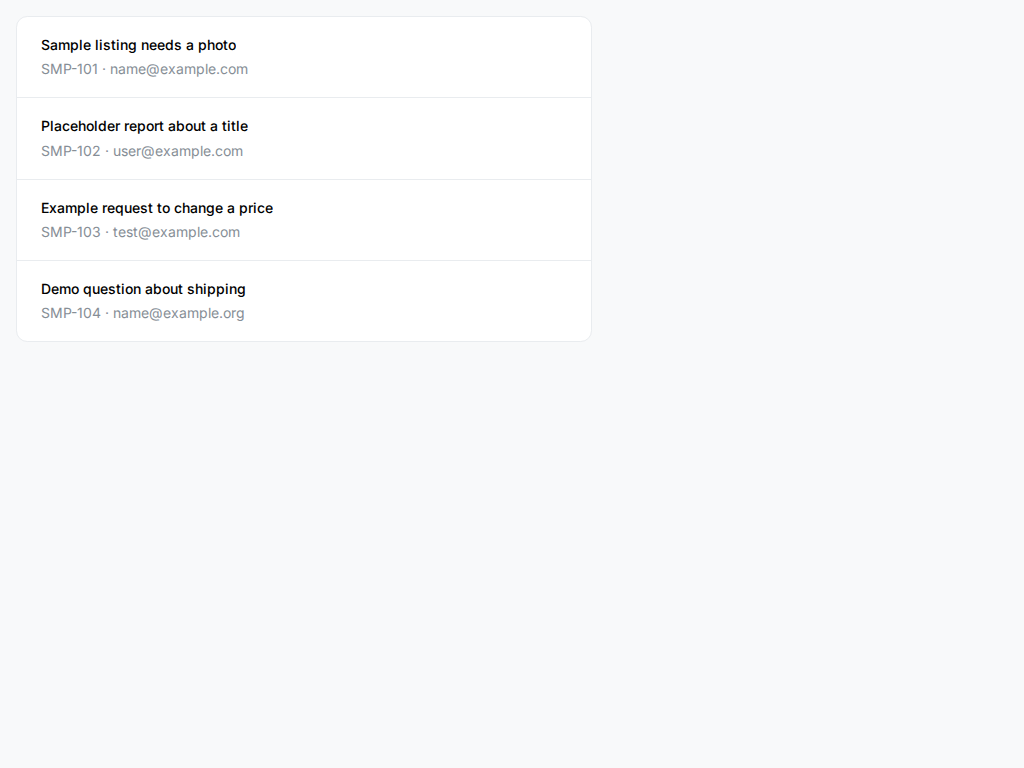 Sample listing needs a photo
SMP-101 · name@example.com
Placeholder report about a title
SMP-102 · user@example.com
Example request to change a price
SMP-103 · test@example.com
Demo question about shipping
SMP-104 · name@example.org